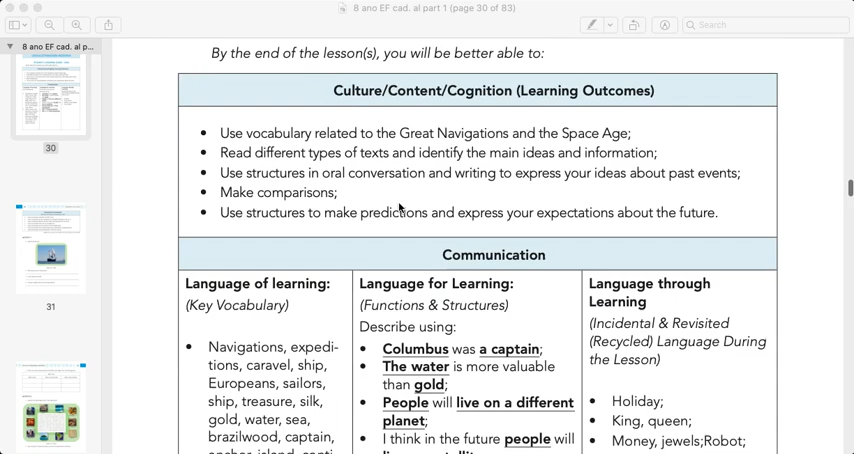 8 ano EF cad. al part 1 (page 30 of 83)
Search
8 ano EF cad. al p...
30
31
By the end of the lesson(s), you will be better able to:
Culture/Content/Cognition (Learning Outcomes)
• Use vocabulary related to the Great Navigations and the Space Age;
• Read different types of texts and identify the main ideas and information;
• Use structures in oral conversation and writing to express your ideas about past events;
• Make comparisons;
• Use structures to make predictions and express your expectations about the future.
Communication
Language of learning:
(Key Vocabulary)
• Navigations, expedi-
tions, caravel, ship,
Europeans, sailors,
ship, treasure, silk,
gold, water, sea,
brazilwood, captain,
Language for Learning:
(Functions & Structures)
Describe using:
• Columbus was a captain;
• The water is more valuable
than gold;
• People will live on a different
planet;
• I think in the future people will
Language through
Learning
(Incidental & Revisited
(Recycled) Language During
the Lesson)
• Holiday;
• King, queen;
• Money, jewels;Robot;